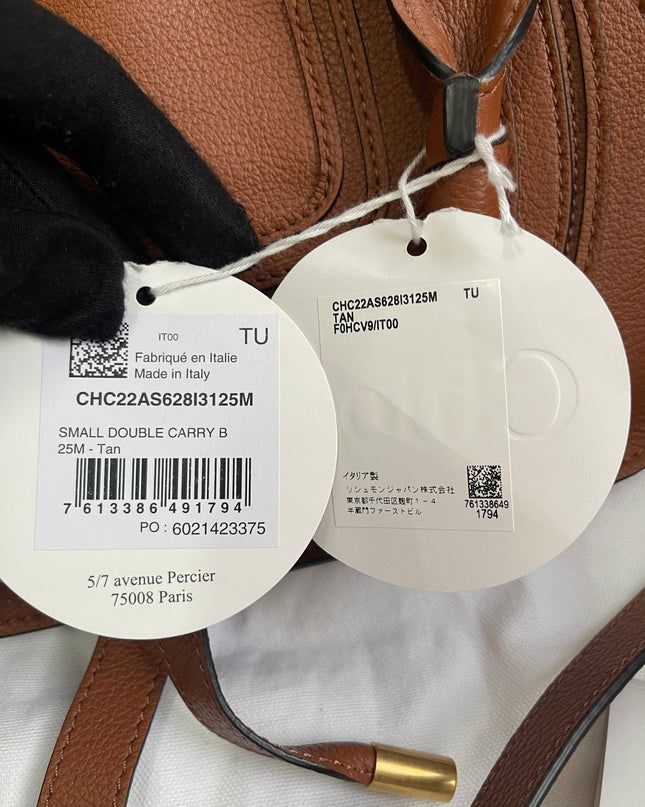 IT00
TU
Fabriqué en Italie
Made in Italy
CHC22AS628I3125M
SMALL DOUBLE CARRY B
25M - Tan
7 613386 491794
PO : 6021423375
5/7 avenue Percier
75008 Paris
CHC22AS628I3125M TU
TAN
F0HCV9/IT00
イタリア製
リシュモンジャパン株式会社
東京都千代田区麹町1-4
半蔵門ファーストビル
761338649
1794